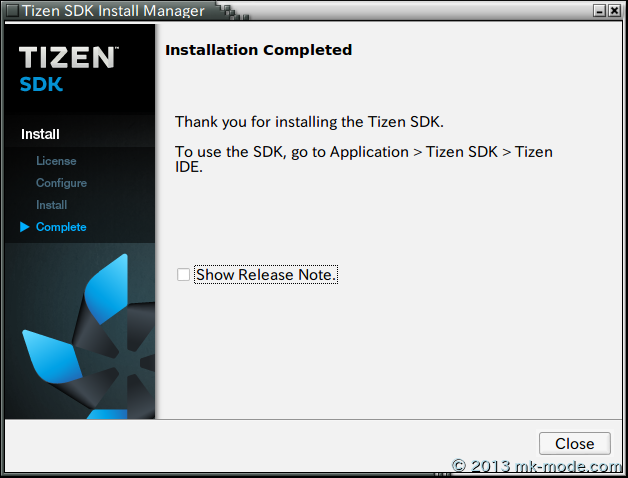 Tizen SDK Install Manager
TIZEN™
SDK
Install
License
Configure
Install
Complete
Installation Completed
Thank you for installing the Tizen SDK.
To use the SDK, go to Application > Tizen SDK > Tizen
IDE.
Show Release Note.
Close
© 2013 mk-mode.com